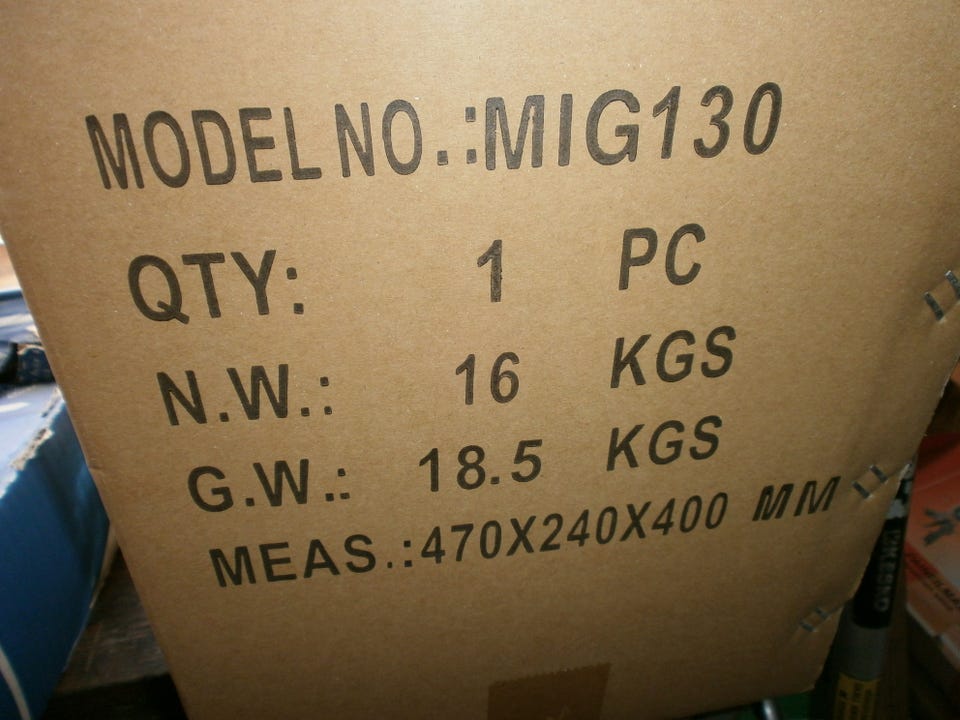 MODEL NO.:MIG130
QTY: 1 PC
N.W.: 16 KGS
G.W.: 18.5 KGS
MEAS.:470X240X400 MM